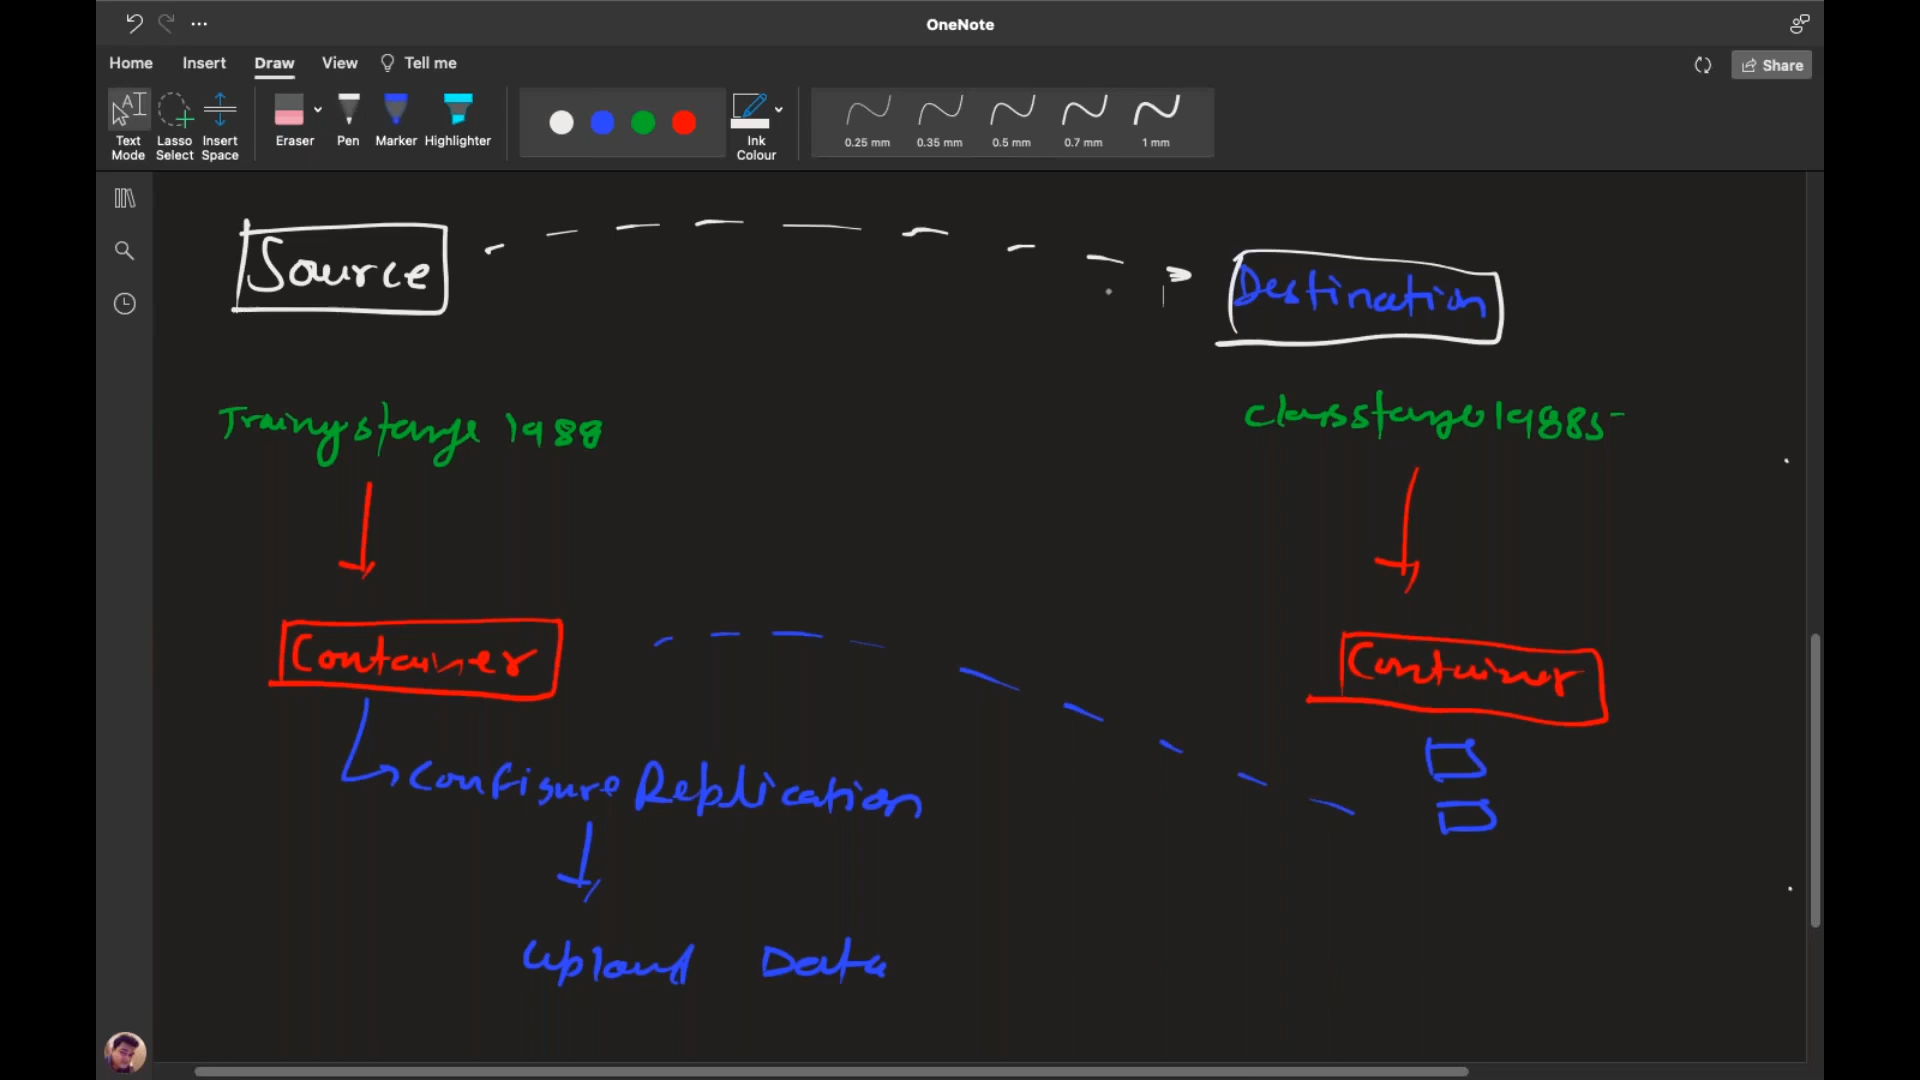 OneNote
Home Insert Draw View Tell me
Share
Text Mode
Lasso Select
Insert Space
Eraser
Pen
Marker
Highlighter
Ink Colour
0.25 mm
0.35 mm
0.5 mm
0.7 mm
1 mm
Source
Destination
1988
Container
Container
Configure Replication
Upload Data